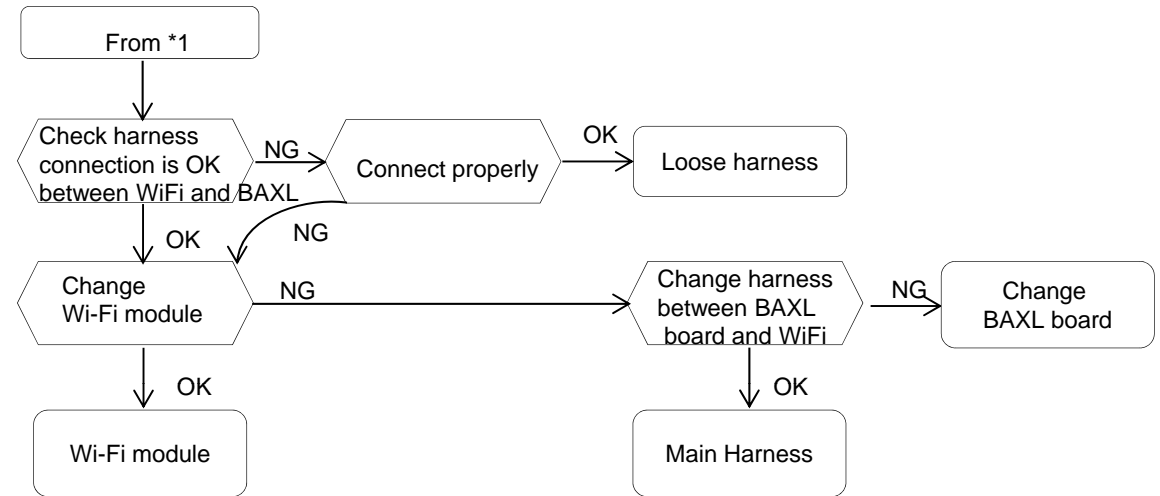 From *1
Check harness
connection is OK
between WiFi and BAXL
NG
Connect properly
OK
Loose harness
OK
NG
Change
Wi-Fi module
NG
Change harness
between BAXL
board and WiFi
NG
Change
BAXL board
OK
OK
Wi-Fi module
Main Harness